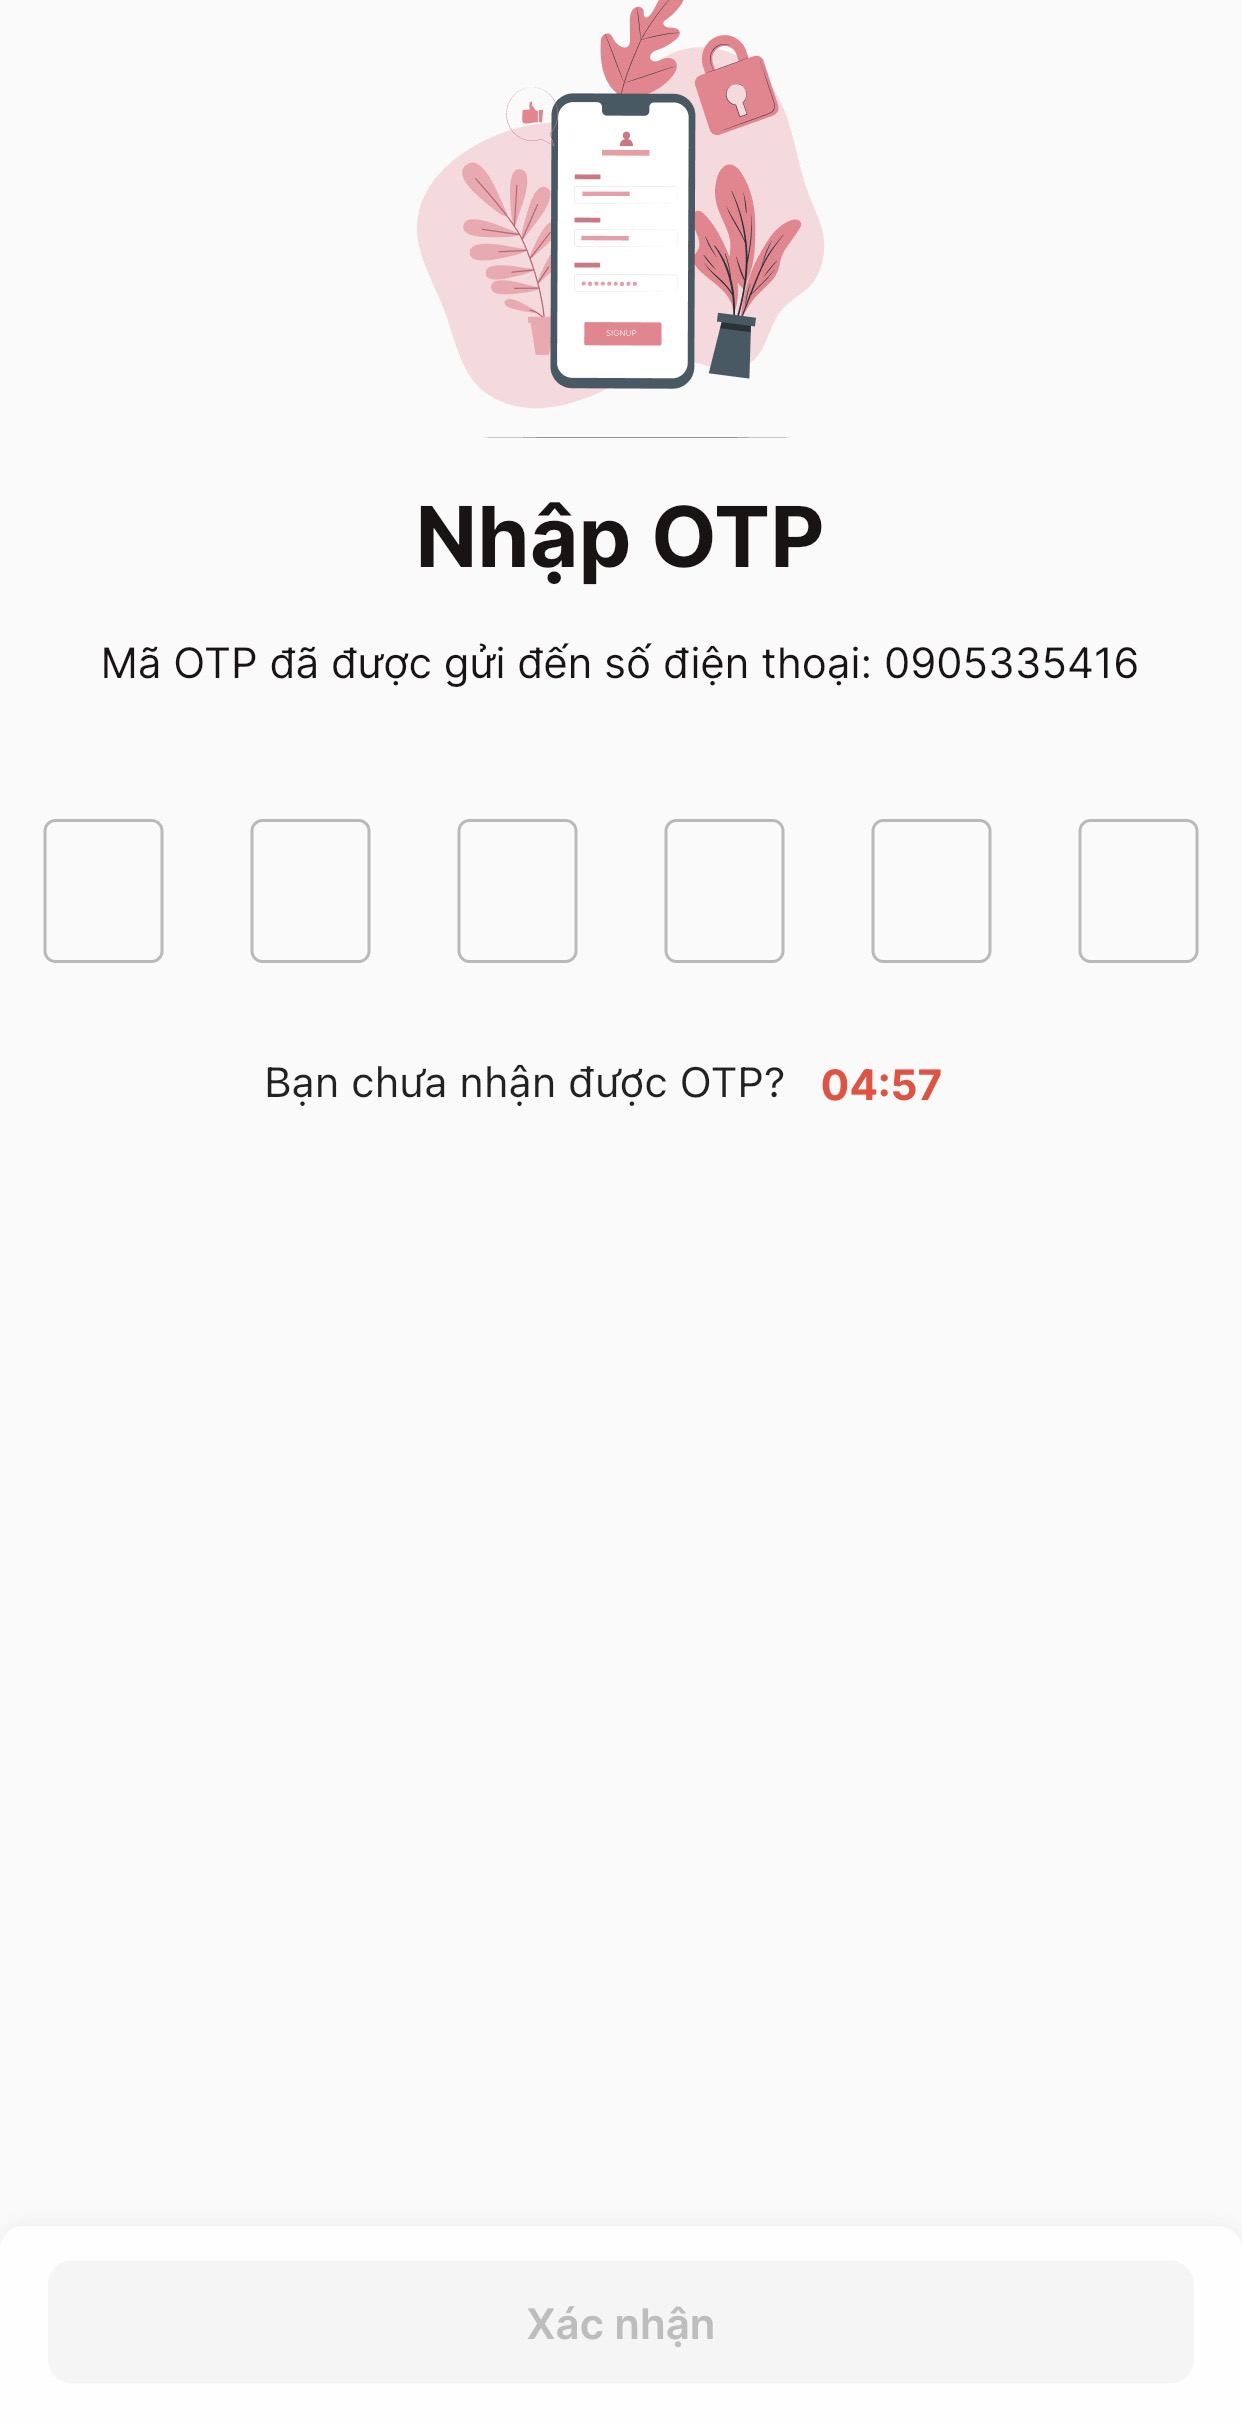 SIGNUP
Nhập OTP
Mã OTP đã được gửi đến số điện thoại: 0905335416
Bạn chưa nhận được OTP? 04:57
Xác nhận